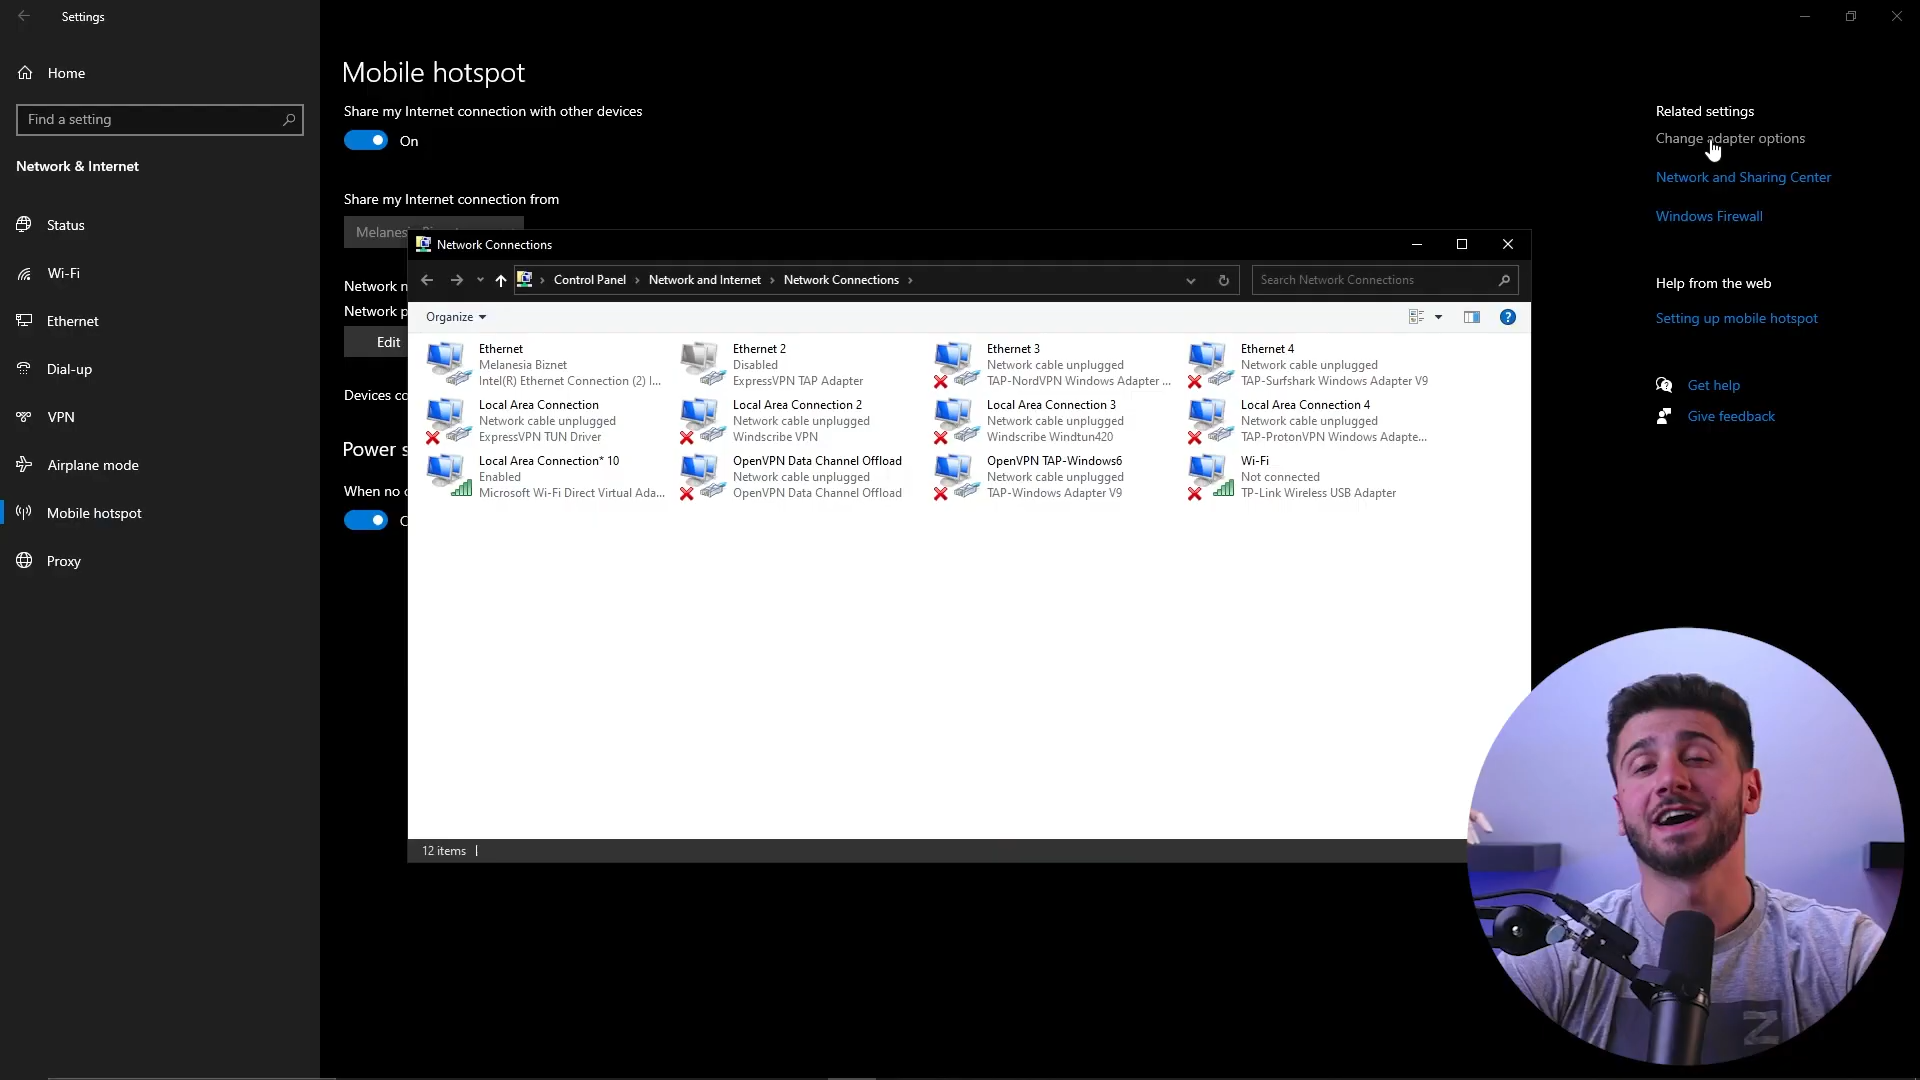 Settings
Home
Find a setting
Network & Internet
Status
Wi-Fi
Ethernet
Dial-up
VPN
Airplane mode
Mobile hotspot
Proxy
Mobile hotspot
Share my Internet connection with other devices
On
Share my Internet connection from
Melanes
Network n
Network p
Edit
Devices co
Power s
When no c
Network Connections
Control Panel
Network and Internet
Network Connections
Search Network Connections
Organize
Ethernet
Melanesia Biznet
Intel(R) Ethernet Connection (2) I...
Ethernet 2
Disabled
ExpressVPN TAP Adapter
Ethernet 3
Network cable unplugged
TAP-NordVPN Windows Adapter ...
Ethernet 4
Network cable unplugged
TAP-Surfshark Windows Adapter V9
Local Area Connection
Network cable unplugged
ExpressVPN TUN Driver
Local Area Connection 2
Network cable unplugged
Windscribe VPN
Local Area Connection 3
Network cable unplugged
Windscribe Windtun420
Local Area Connection 4
Network cable unplugged
TAP-ProtonVPN Windows Adapte...
Local Area Connection* 10
Enabled
Microsoft Wi-Fi Direct Virtual Ada...
OpenVPN Data Channel Offload
Network cable unplugged
OpenVPN Data Channel Offload
OpenVPN TAP-Windows6
Network cable unplugged
TAP-Windows Adapter V9
Wi-Fi
Not connected
TP-Link Wireless USB Adapter
12 items
Related settings
Change adapter options
Network and Sharing Center
Windows Firewall
Help from the web
Setting up mobile hotspot
Get help
Give feedback